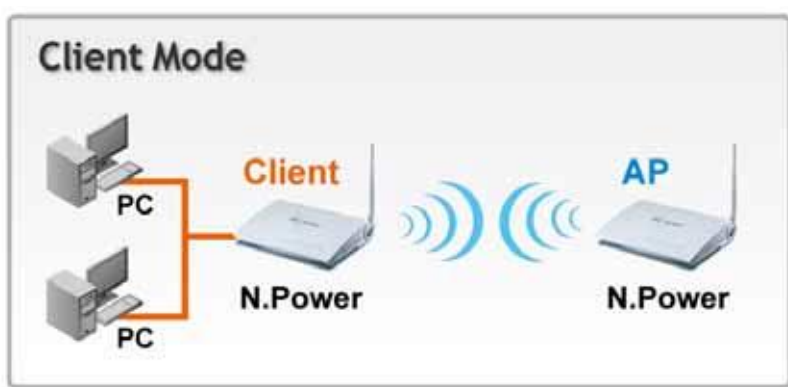 Client Mode
Client
AP
PC
N.Power
N.Power
PC